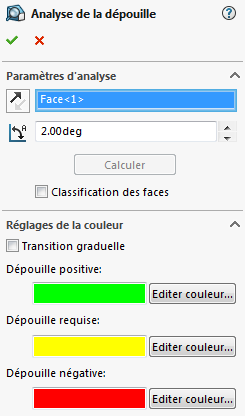 Analyse de la dépouille
Paramètres d'analyse
Face<1>
2.00deg
Calculer
Classification des faces
Réglages de la couleur
Transition graduelle
Dépouille positive:
Editer couleur...
Dépouille requise:
Editer couleur...
Dépouille négative:
Editer couleur...